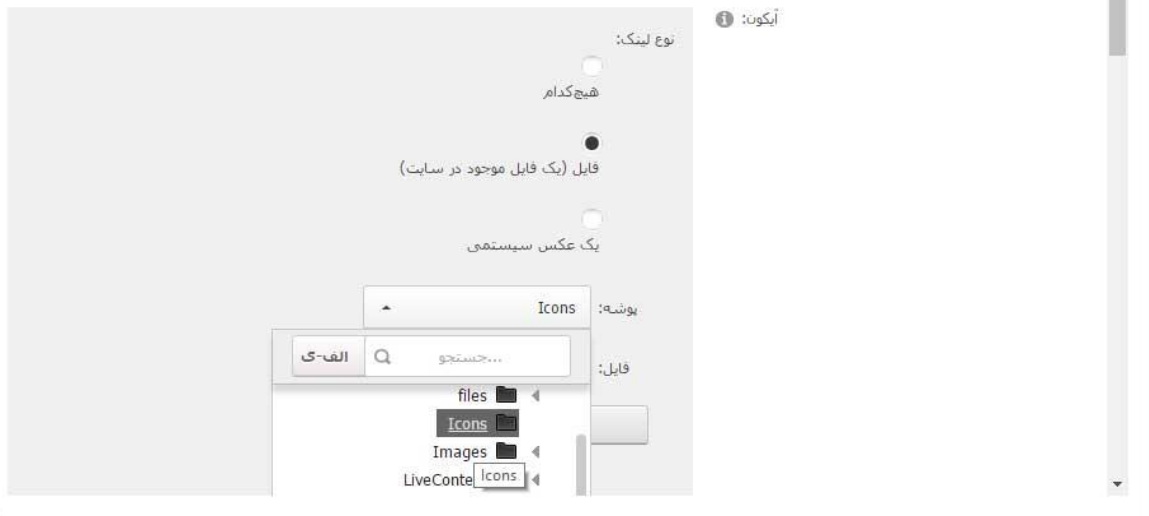 آیکون:
نوع لینک:
هیچ‌کدام
فایل (یک فایل موجود در سایت)
یک عکس سیستمی
پوشه:
Icons
جستجو...
الف-ی
فایل:
files
Icons
Images
LiveConte
Icons